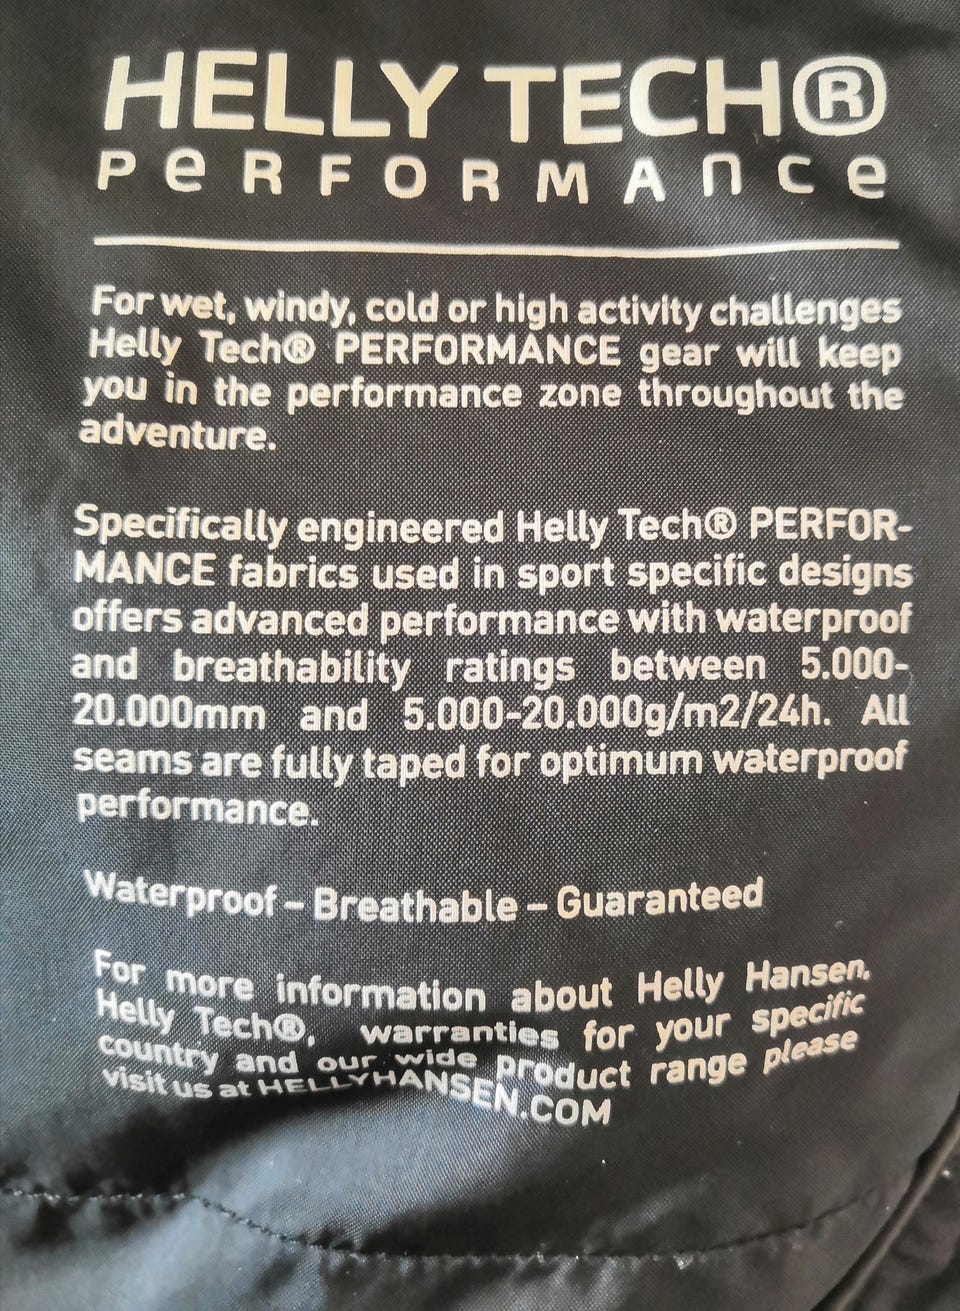 HELLY TECH®
PERFORMANCE
For wet, windy, cold or high activity challenges
Helly Tech® PERFORMANCE gear will keep
you in the performance zone throughout the
adventure.
Specifically engineered Helly Tech® PERFOR-
MANCE fabrics used in sport specific designs
offers advanced performance with waterproof
and breathability ratings between 5.000-
20.000mm and 5.000-20.000g/m2/24h. All
seams are fully taped for optimum waterproof
performance.
Waterproof – Breathable – Guaranteed
For more information about Helly Hansen,
Helly Tech®, warranties for your specific
country and our wide product range please
visit us at HELLYHANSEN.COM